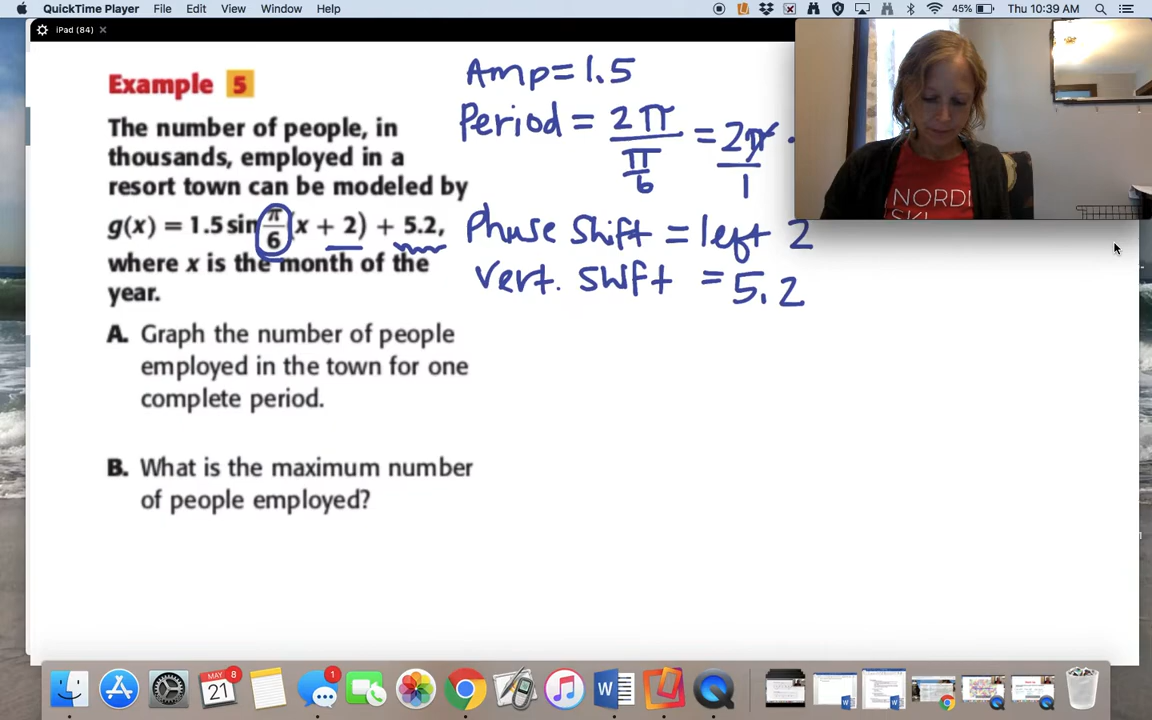 QuickTime Player File Edit View Window Help 45% Thu 10:39 AM
iPad (84)
Example 5
The number of people, in
thousands, employed in a
resort town can be modeled by
g(x) = 1.5 sin π/6 (x + 2) + 5.2,
where x is the month of the
year.
A. Graph the number of people
employed in the town for one
complete period.
B. What is the maximum number
of people employed?
Amp = 1.5
Period = 2π / π/6 = 2π/1 ·
Phase Shift = left 2
Vert. shift = 5.2
NORDI
SKI
MAY 8
21
1